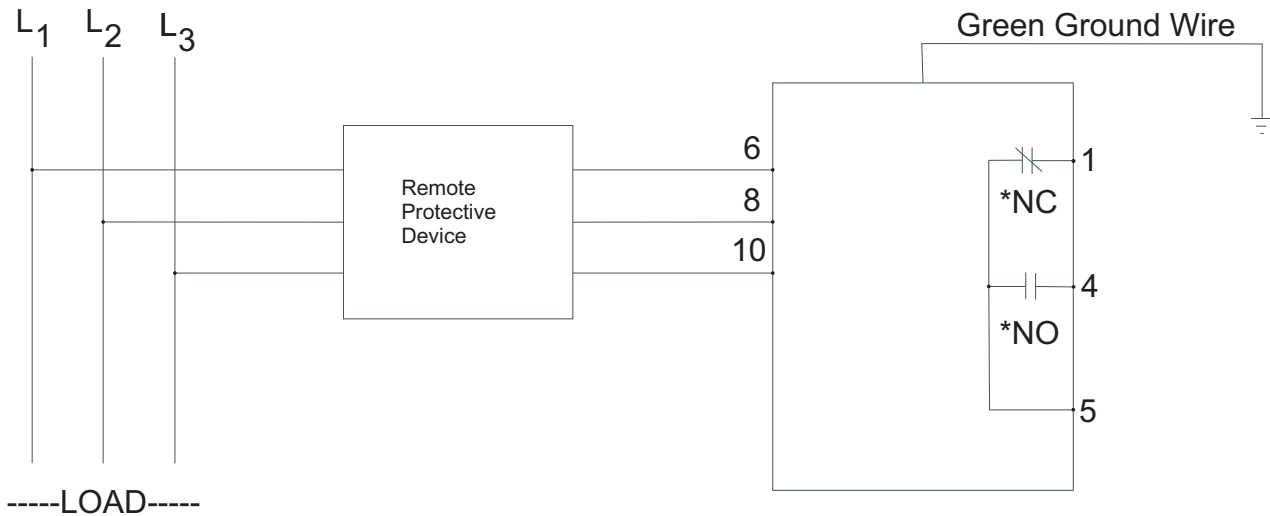 L1 L2 L3
Green Ground Wire
6
8
10
Remote
Protective
Device
1
*NC
4
*NO
5
-----LOAD-----